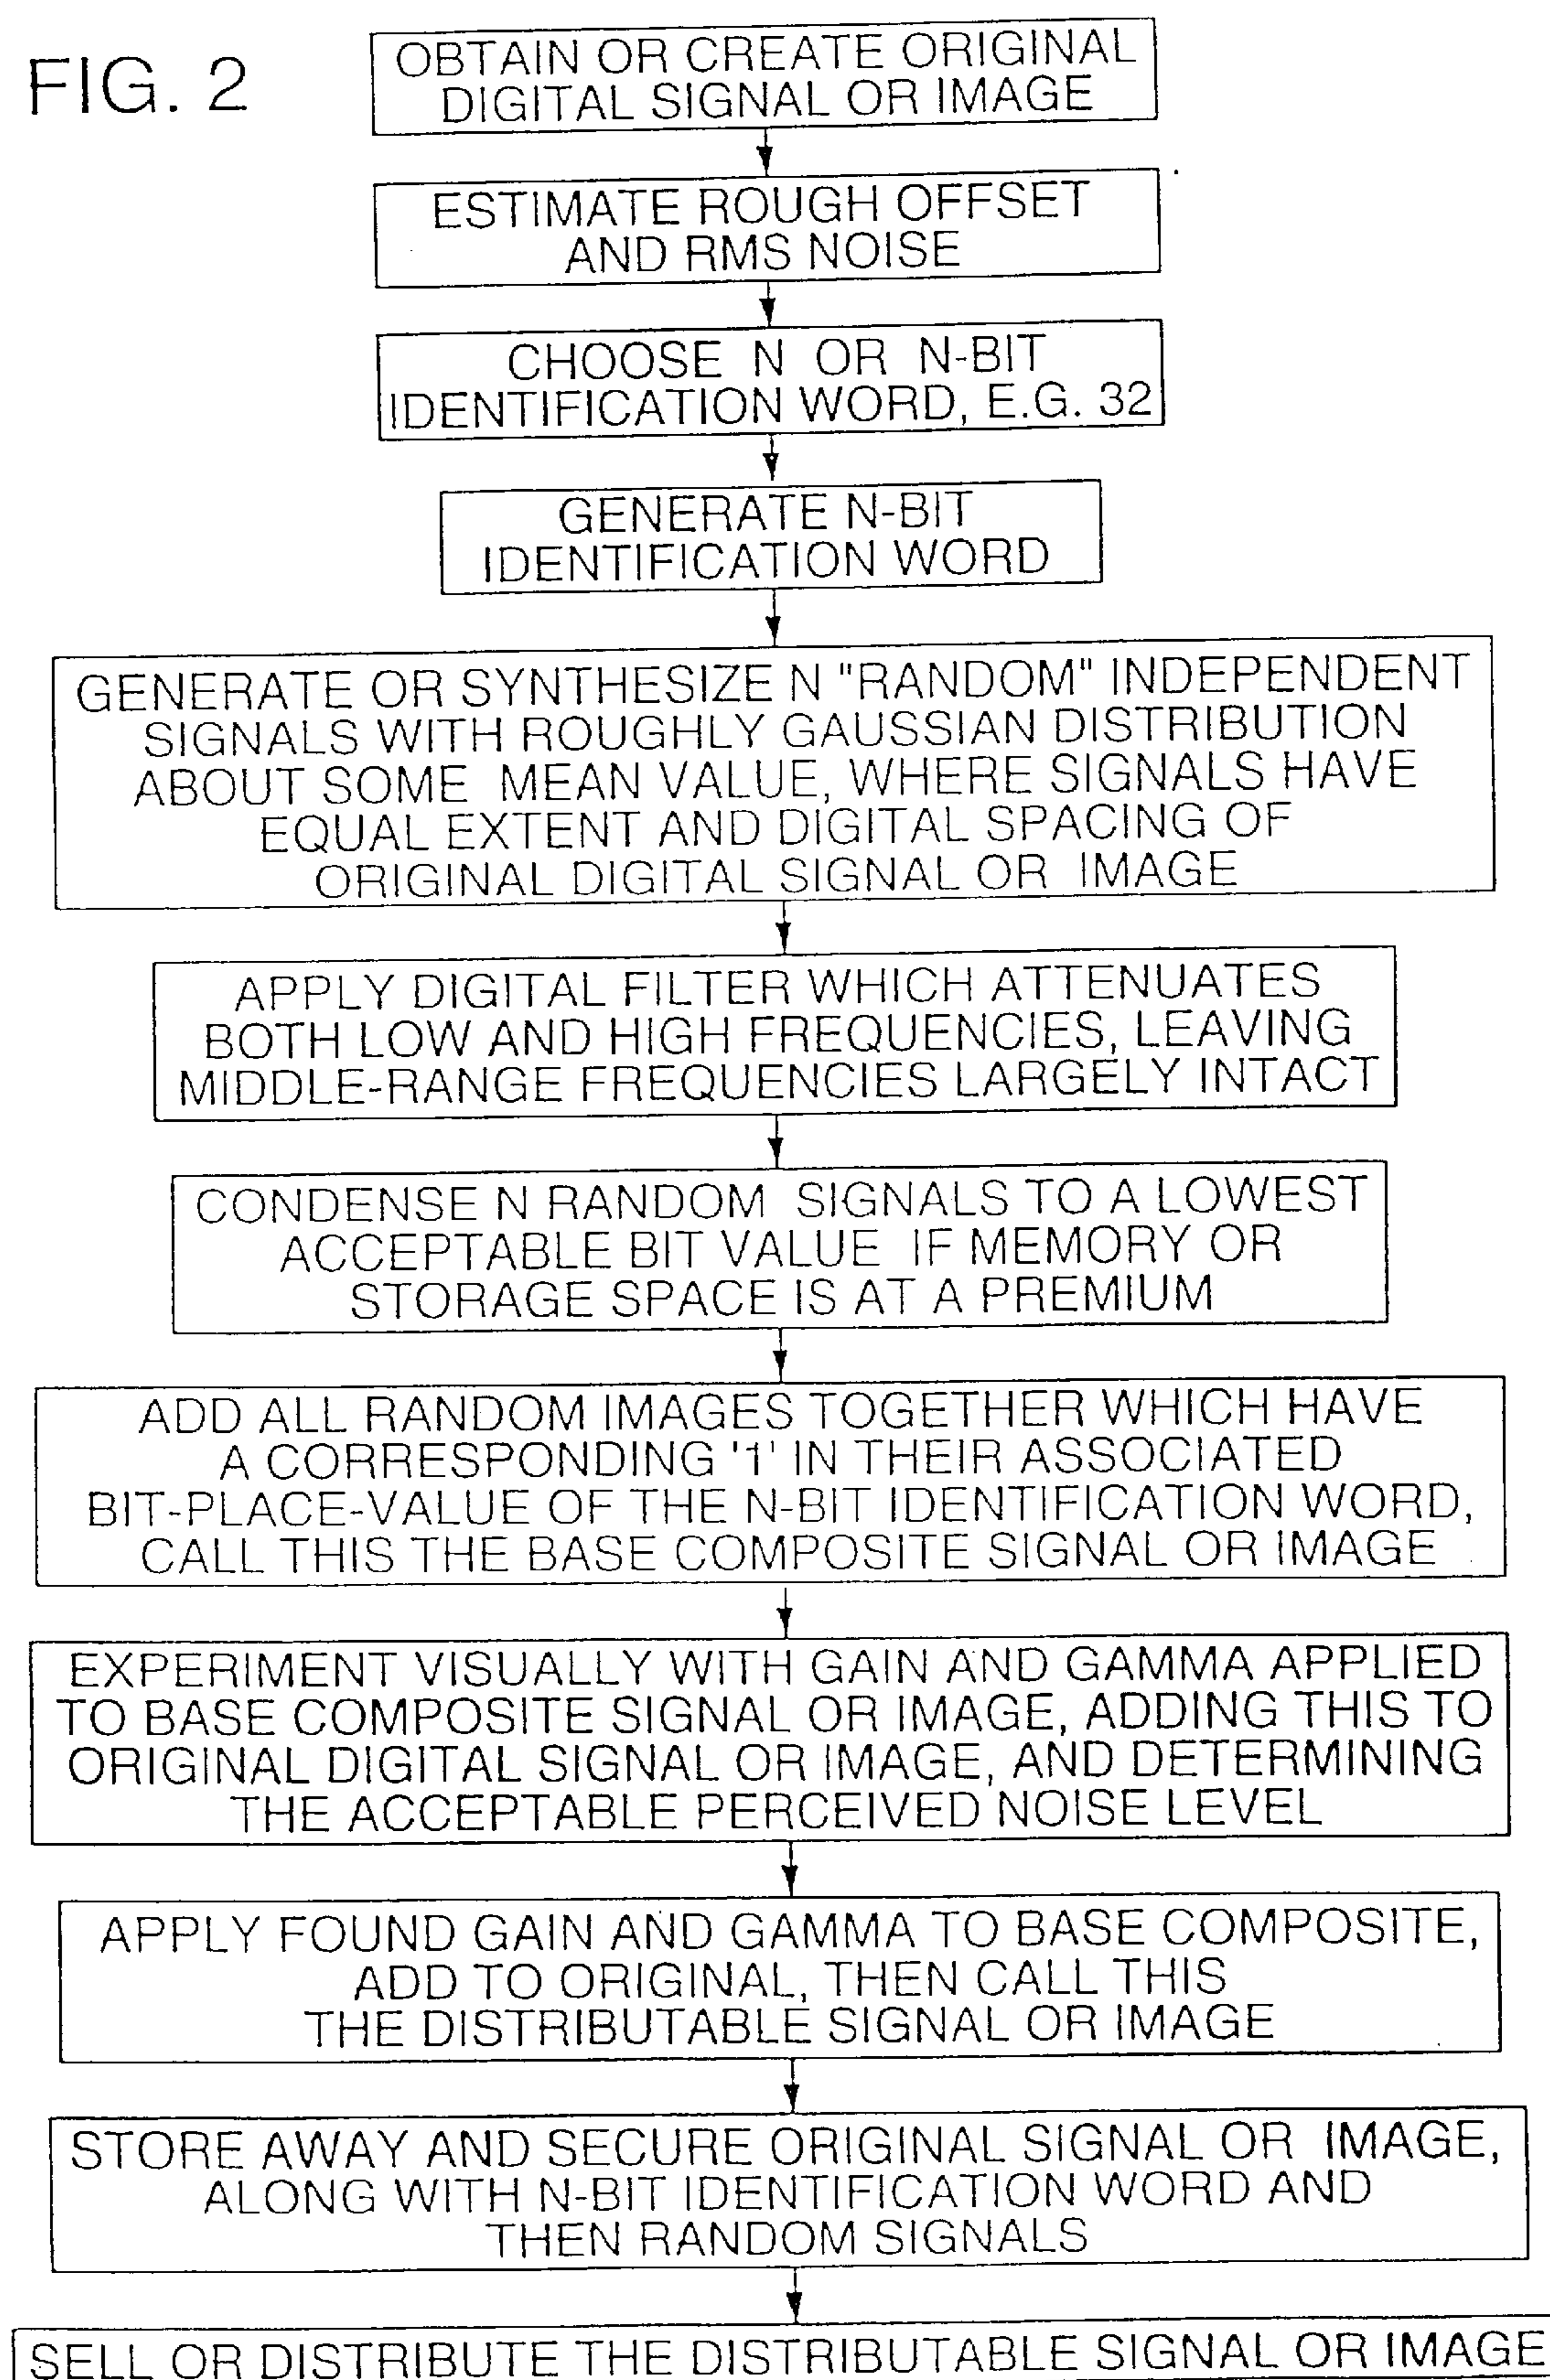 FIG. 2
OBTAIN OR CREATE ORIGINAL
DIGITAL SIGNAL OR IMAGE
ESTIMATE ROUGH OFFSET
AND RMS NOISE
CHOOSE N OR N-BIT
IDENTIFICATION WORD, E.G. 32
GENERATE N-BIT
IDENTIFICATION WORD
GENERATE OR SYNTHESIZE N "RANDOM" INDEPENDENT
SIGNALS WITH ROUGHLY GAUSSIAN DISTRIBUTION
ABOUT SOME MEAN VALUE, WHERE SIGNALS HAVE
EQUAL EXTENT AND DIGITAL SPACING OF
ORIGINAL DIGITAL SIGNAL OR IMAGE
APPLY DIGITAL FILTER WHICH ATTENUATES
BOTH LOW AND HIGH FREQUENCIES, LEAVING
MIDDLE-RANGE FREQUENCIES LARGELY INTACT
CONDENSE N RANDOM SIGNALS TO A LOWEST
ACCEPTABLE BIT VALUE IF MEMORY OR
STORAGE SPACE IS AT A PREMIUM
ADD ALL RANDOM IMAGES TOGETHER WHICH HAVE
A CORRESPONDING '1' IN THEIR ASSOCIATED
BIT-PLACE-VALUE OF THE N-BIT IDENTIFICATION WORD,
CALL THIS THE BASE COMPOSITE SIGNAL OR IMAGE
EXPERIMENT VISUALLY WITH GAIN AND GAMMA APPLIED
TO BASE COMPOSITE SIGNAL OR IMAGE, ADDING THIS TO
ORIGINAL DIGITAL SIGNAL OR IMAGE, AND DETERMINING
THE ACCEPTABLE PERCEIVED NOISE LEVEL
APPLY FOUND GAIN AND GAMMA TO BASE COMPOSITE,
ADD TO ORIGINAL, THEN CALL THIS
THE DISTRIBUTABLE SIGNAL OR IMAGE
STORE AWAY AND SECURE ORIGINAL SIGNAL OR IMAGE,
ALONG WITH N-BIT IDENTIFICATION WORD AND
THEN RANDOM SIGNALS
SELL OR DISTRIBUTE THE DISTRIBUTABLE SIGNAL OR IMAGE